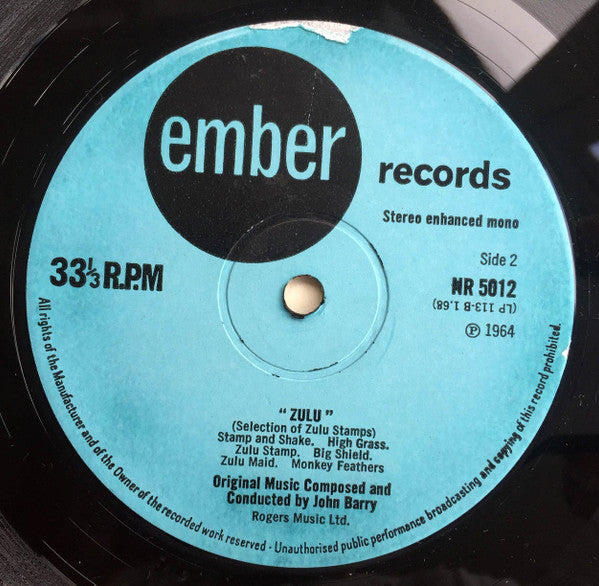 ember
records
Stereo enhanced mono
Side 2
33⅓ R.P.M
NR 5012
(LP 113-B 1.68)
℗ 1964
"ZULU"
(Selection of Zulu Stamps)
Stamp and Shake. High Grass.
Zulu Stamp. Big Shield.
Zulu Maid. Monkey Feathers
Original Music Composed and
Conducted by John Barry
Rogers Music Ltd.
All rights of the Manufacturer and of the Owner of the recorded work reserved - Unauthorised public performance broadcasting and copying of this record prohibited.